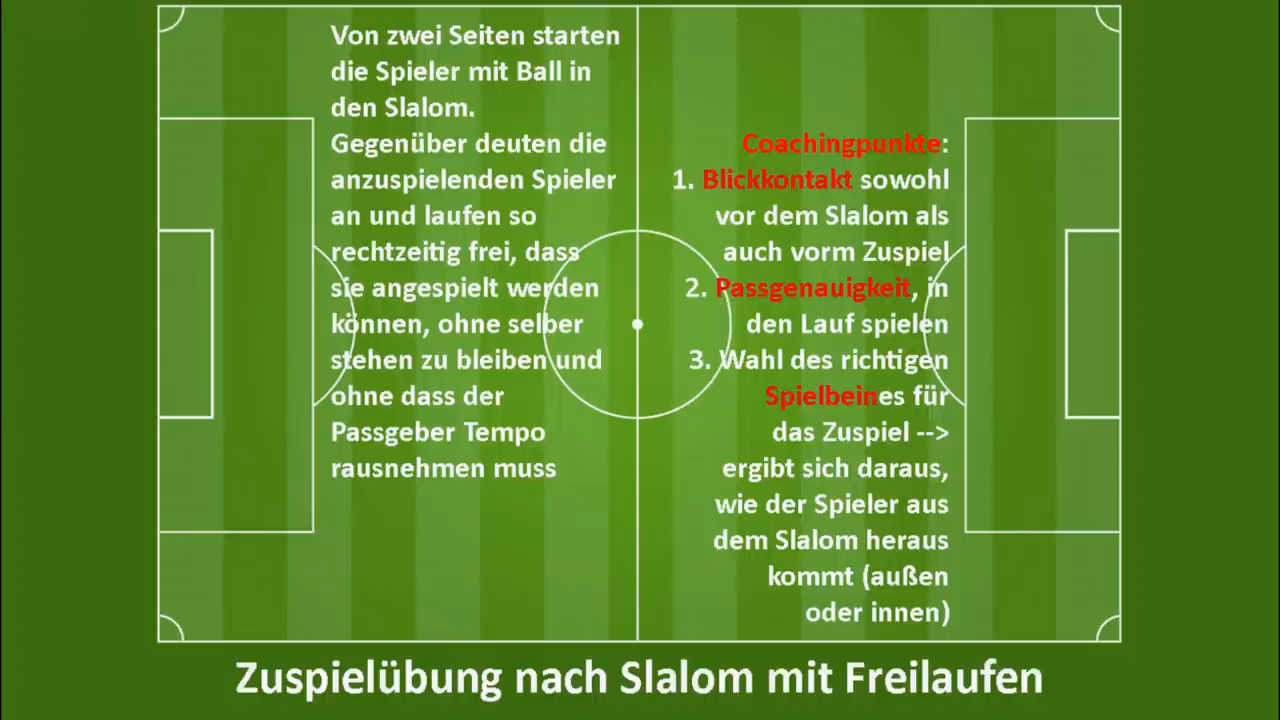 Von zwei Seiten starten
die Spieler mit Ball in
den Slalom.
Gegenüber deuten die
anzuspielenden Spieler
an und laufen so
rechtzeitig frei, dass
sie angespielt werden
können, ohne selber
stehen zu bleiben und
ohne dass der
Passgeber Tempo
rausnehmen muss
Coachingpunkte:
1. Blickkontakt sowohl
vor dem Slalom als
auch vorm Zuspiel
2. Passgenauigkeit, in
den Lauf spielen
3. Wahl des richtigen
Spielbeines für
das Zuspiel -->
ergibt sich daraus,
wie der Spieler aus
dem Slalom heraus
kommt (außen
oder innen)
Zuspielübung nach Slalom mit Freilaufen